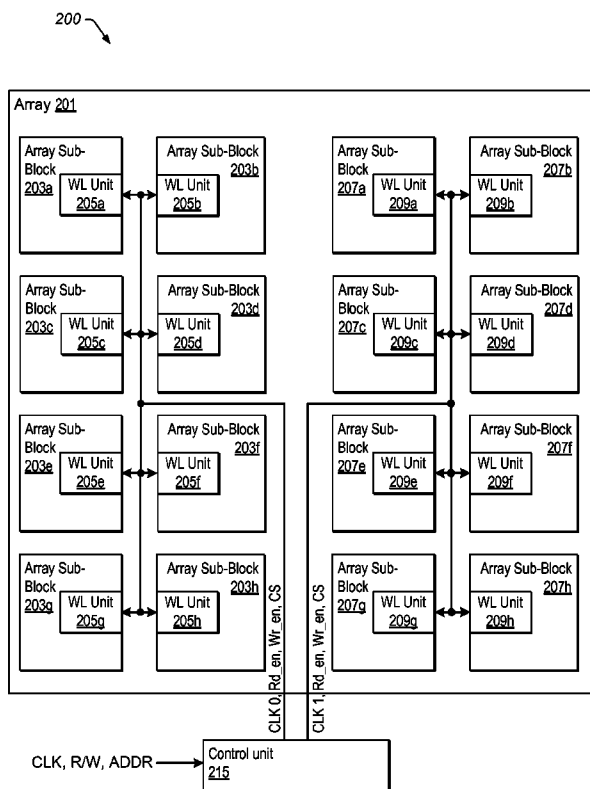 200
Array 201
Array Sub-
Block
203a
WL Unit
205a
Array Sub-Block
203b
WL Unit
205b
Array Sub-
Block
207a
WL Unit
209a
Array Sub-Block
207b
WL Unit
209b
Array Sub-
Block
203c
WL Unit
205c
Array Sub-Block
203d
WL Unit
205d
Array Sub-
Block
207c
WL Unit
209c
Array Sub-Block
207d
WL Unit
209d
Array Sub-
Block
203e
WL Unit
205e
Array Sub-Block
203f
WL Unit
205f
Array Sub-
Block
207e
WL Unit
209e
Array Sub-Block
207f
WL Unit
209f
Array Sub-
Block
203g
WL Unit
205g
Array Sub-Block
203h
WL Unit
205h
Array Sub-
Block
207g
WL Unit
209g
Array Sub-Block
207h
WL Unit
209h
CLK 0, Rd_en, Wr_en, CS
CLK 1, Rd_en, Wr_en, CS
CLK, R/W, ADDR
Control unit
215